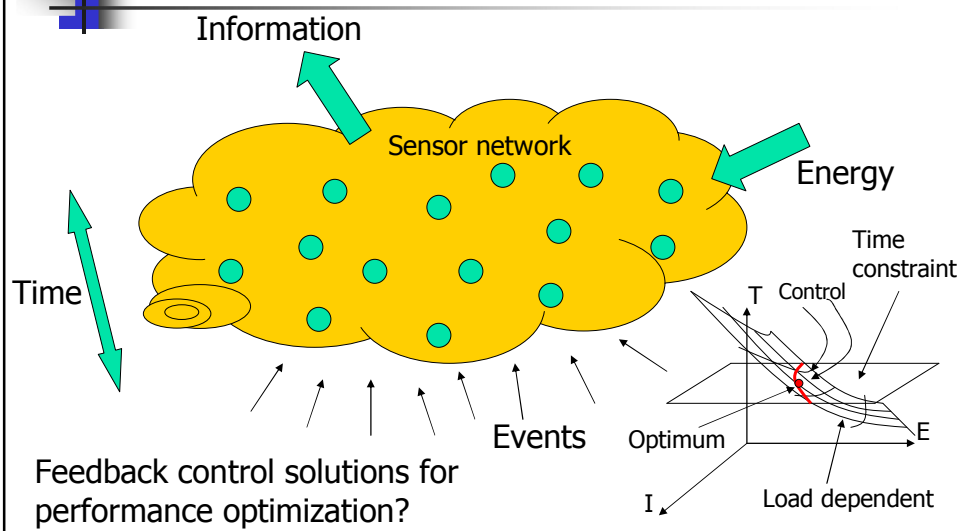 Information
Sensor network
Energy
Time
Time
constraint
T
Control
Events
Optimum
E
I
Load dependent
Feedback control solutions for
performance optimization?